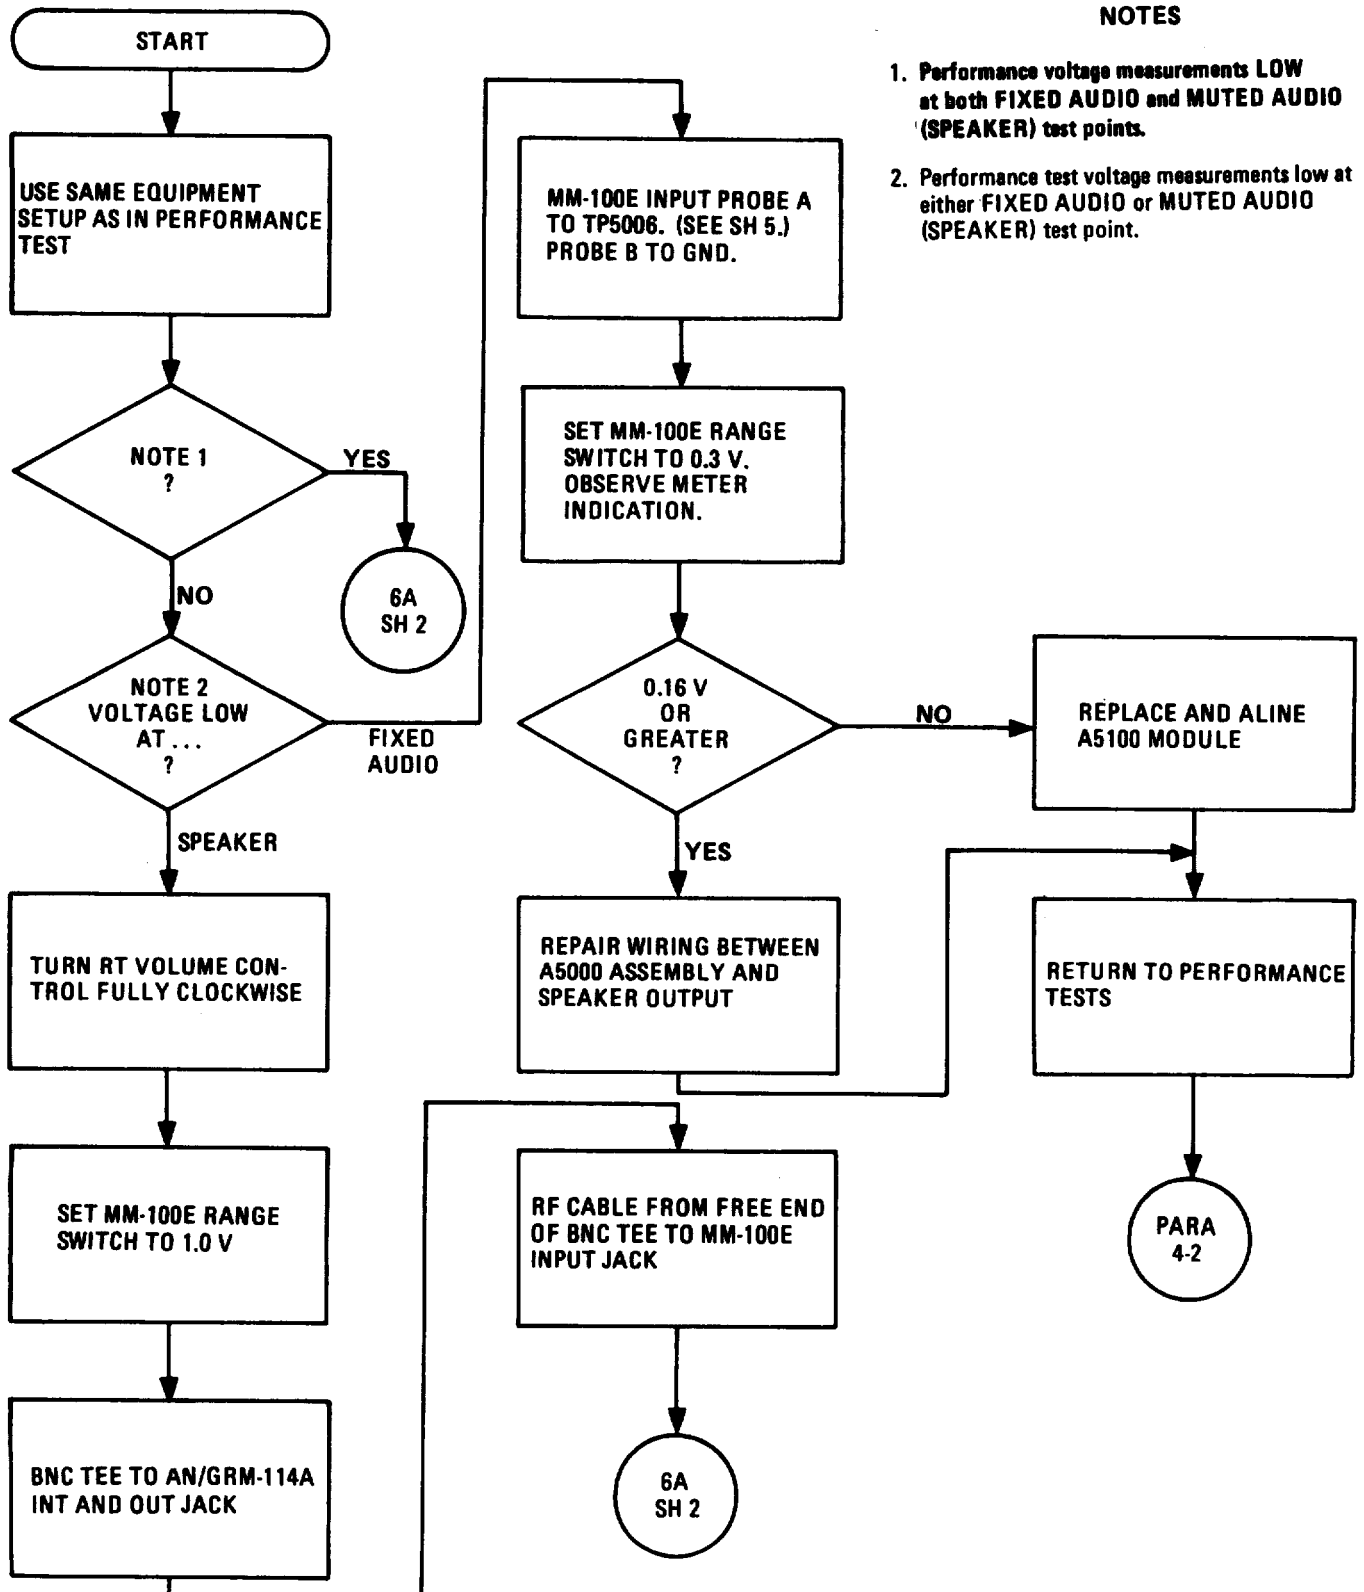 START
USE SAME EQUIPMENT
SETUP AS IN PERFORMANCE
TEST
NOTE 1
?
YES
6A
SH 2
NO
NOTE 2
VOLTAGE LOW
AT...
?
FIXED
AUDIO
SPEAKER
TURN RT VOLUME CON-
TROL FULLY CLOCKWISE
SET MM-100E RANGE
SWITCH TO 1.0 V
BNC TEE TO AN/GRM-114A
INT AND OUT JACK
MM-100E INPUT PROBE A
TO TP5006. (SEE SH 5.)
PROBE B TO GND.
SET MM-100E RANGE
SWITCH TO 0.3 V.
OBSERVE METER
INDICATION.
0.16 V
OR
GREATER
?
NO
YES
REPAIR WIRING BETWEEN
A5000 ASSEMBLY AND
SPEAKER OUTPUT
RF CABLE FROM FREE END
OF BNC TEE TO MM-100E
INPUT JACK
6A
SH 2
NOTES
1. Performance voltage measurements LOW
at both FIXED AUDIO and MUTED AUDIO
(SPEAKER) test points.
2. Performance test voltage measurements low at
either FIXED AUDIO or MUTED AUDIO
(SPEAKER) test point.
REPLACE AND ALINE
A5100 MODULE
RETURN TO PERFORMANCE
TESTS
PARA
4-2